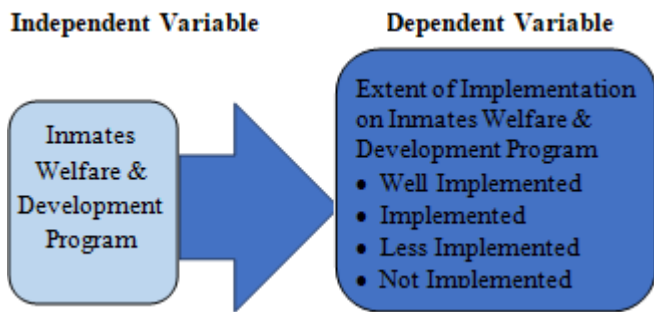 Independent Variable
Dependent Variable
Inmates
Welfare &
Development
Program
Extent of Implementation
on Inmates Welfare &
Development Program
• Well Implemented
• Implemented
• Less Implemented
• Not Implemented